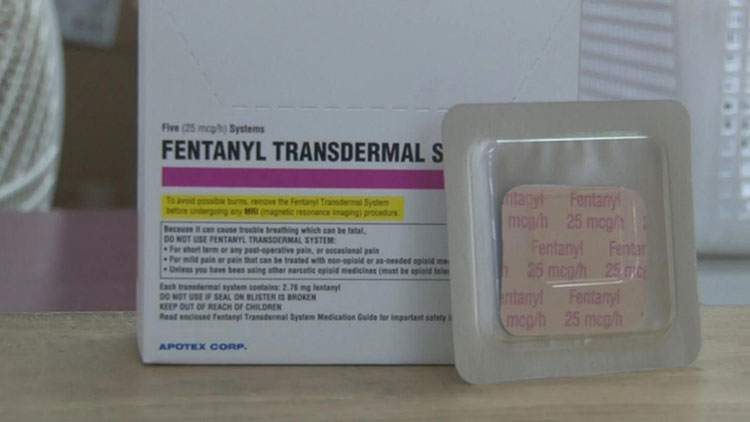 Five (25 mcg/h) Systems
FENTANYL TRANSDERMAL S
To avoid possible burns, remove the Fentanyl Transdermal System
before undergoing any MRI (magnetic resonance imaging) procedure.
Because it can cause trouble breathing which can be fatal,
DO NOT USE FENTANYL TRANSDERMAL SYSTEM:
• For short term or any post-operative pain, or occasional pain
• For mild pain or pain that can be treated with non-opioid or as-needed opioid
• Unless you have been using other narcotic opioid medicines (must be opioid
Each transdermal system contains: 2.76 mg fentanyl
DO NOT USE IF SEAL ON BLISTER IS BROKEN
KEEP OUT OF REACH OF CHILDREN
Read enclosed Fentanyl Transdermal System Medication Guide for important safety
APOTEX CORP.
ntanyl Fentanyl
mcg/h 25 mcg/h 2
Fentanyl Fentan
h 25 mcg/h 25 mcg
entanyl Fentanyl
mcg/h 25 mcg/h